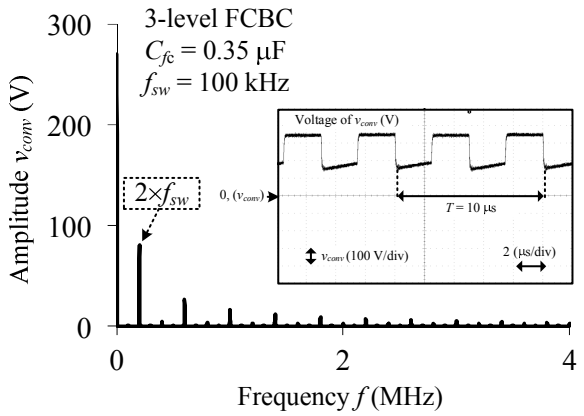 3-level FCBC
C_fc = 0.35 μF
f_sw = 100 kHz
Amplitude v_conv (V)
300
200
100
0
2×f_sw
Voltage of v_conv (V)
0, (v_conv)
T = 10 μs
v_conv (100 V/div)
2 (μs/div)
0
2
4
Frequency f (MHz)